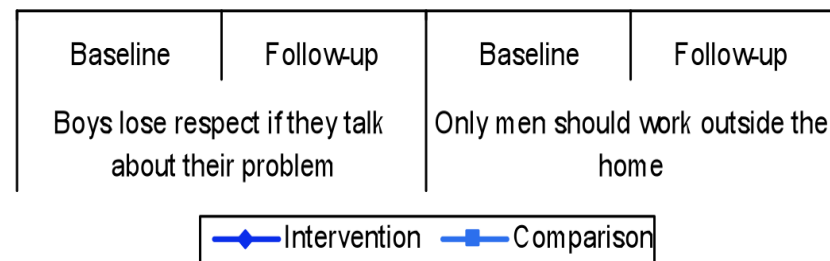 Baseline Follow-up Baseline Follow-up
Boys lose respect if they talk
about their problem
Only men should work outside the
home
Intervention Comparison